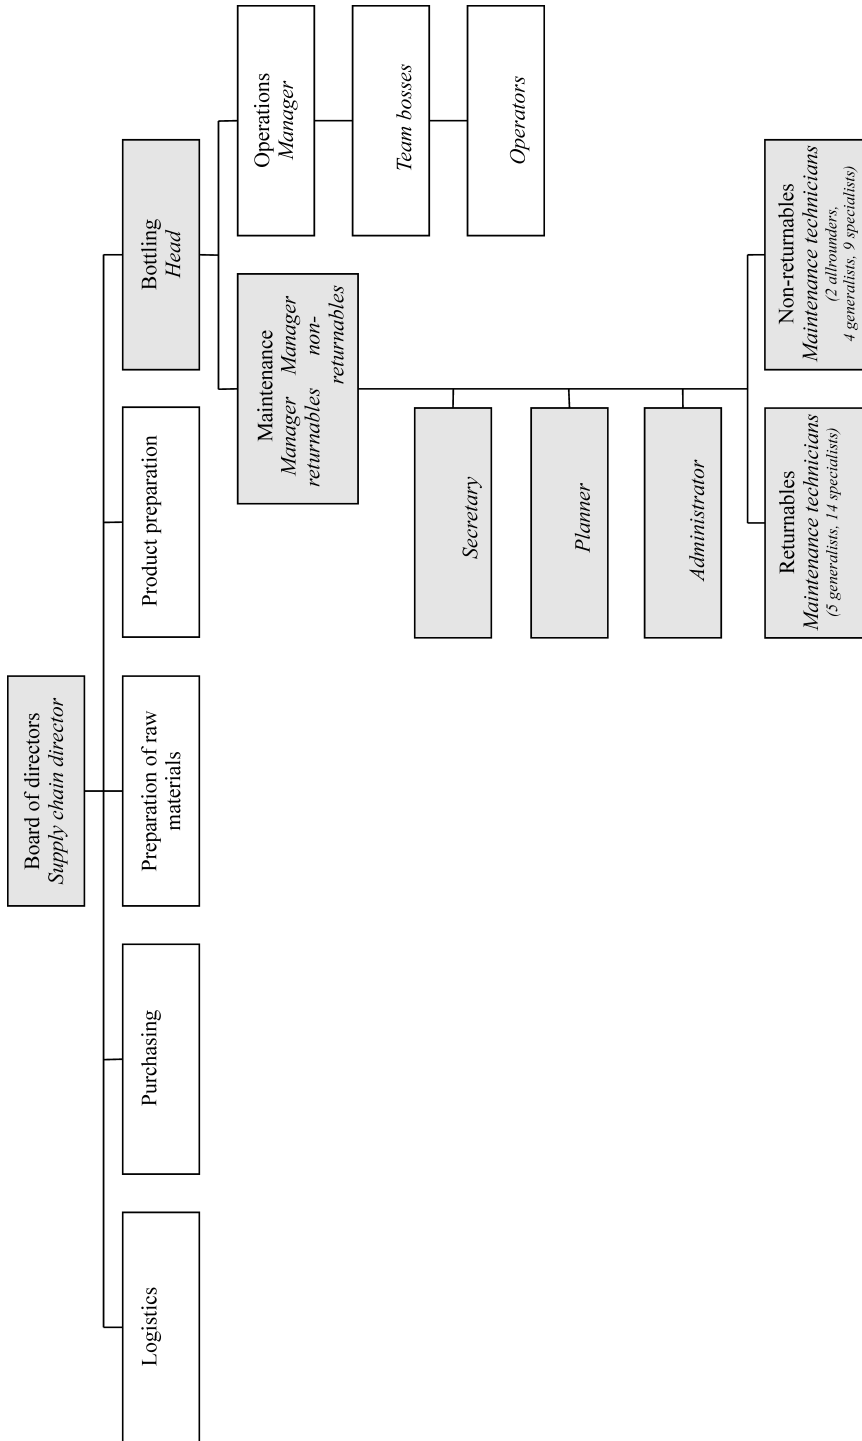 Board of directors
Supply chain director
Logistics
Purchasing
Preparation of raw
materials
Product preparation
Bottling
Head
Maintenance
Manager Manager
returnables non-
returnables
Operations
Manager
Team bosses
Operators
Secretary
Planner
Administrator
Returnables
Maintenance technicians
(5 generalists, 14 specialists)
Non-returnables
Maintenance technicians
(2 allrounders,
4 generalists, 9 specialists)